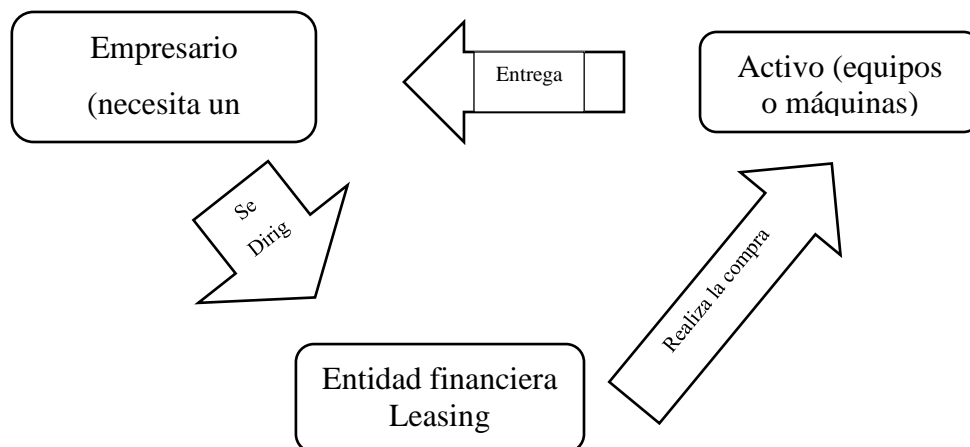 Empresario
(necesita un
Entrega
Activo (equipos
o máquinas)
Se
Dirig
Realiza la compra
Entidad financiera
Leasing